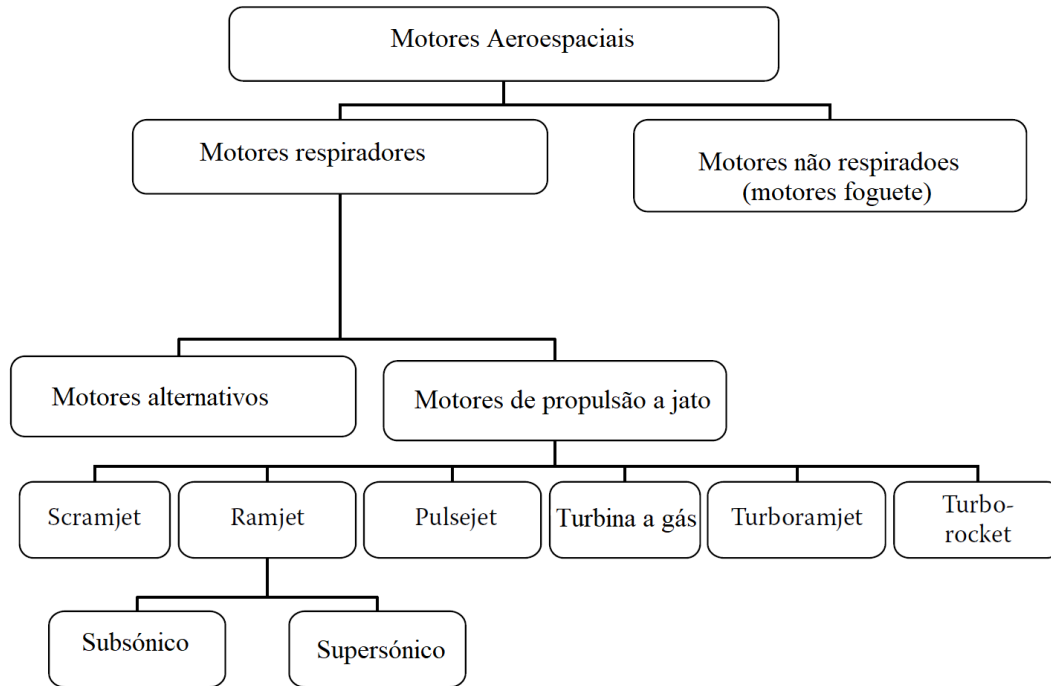 Motores Aeroespaciais
Motores respiradores
Motores não respiradoes
(motores foguete)
Motores alternativos
Motores de propulsão a jato
Scramjet
Ramjet
Pulsejet
Turbina a gás
Turboramjet
Turbo-
rocket
Subsónico
Supersónico